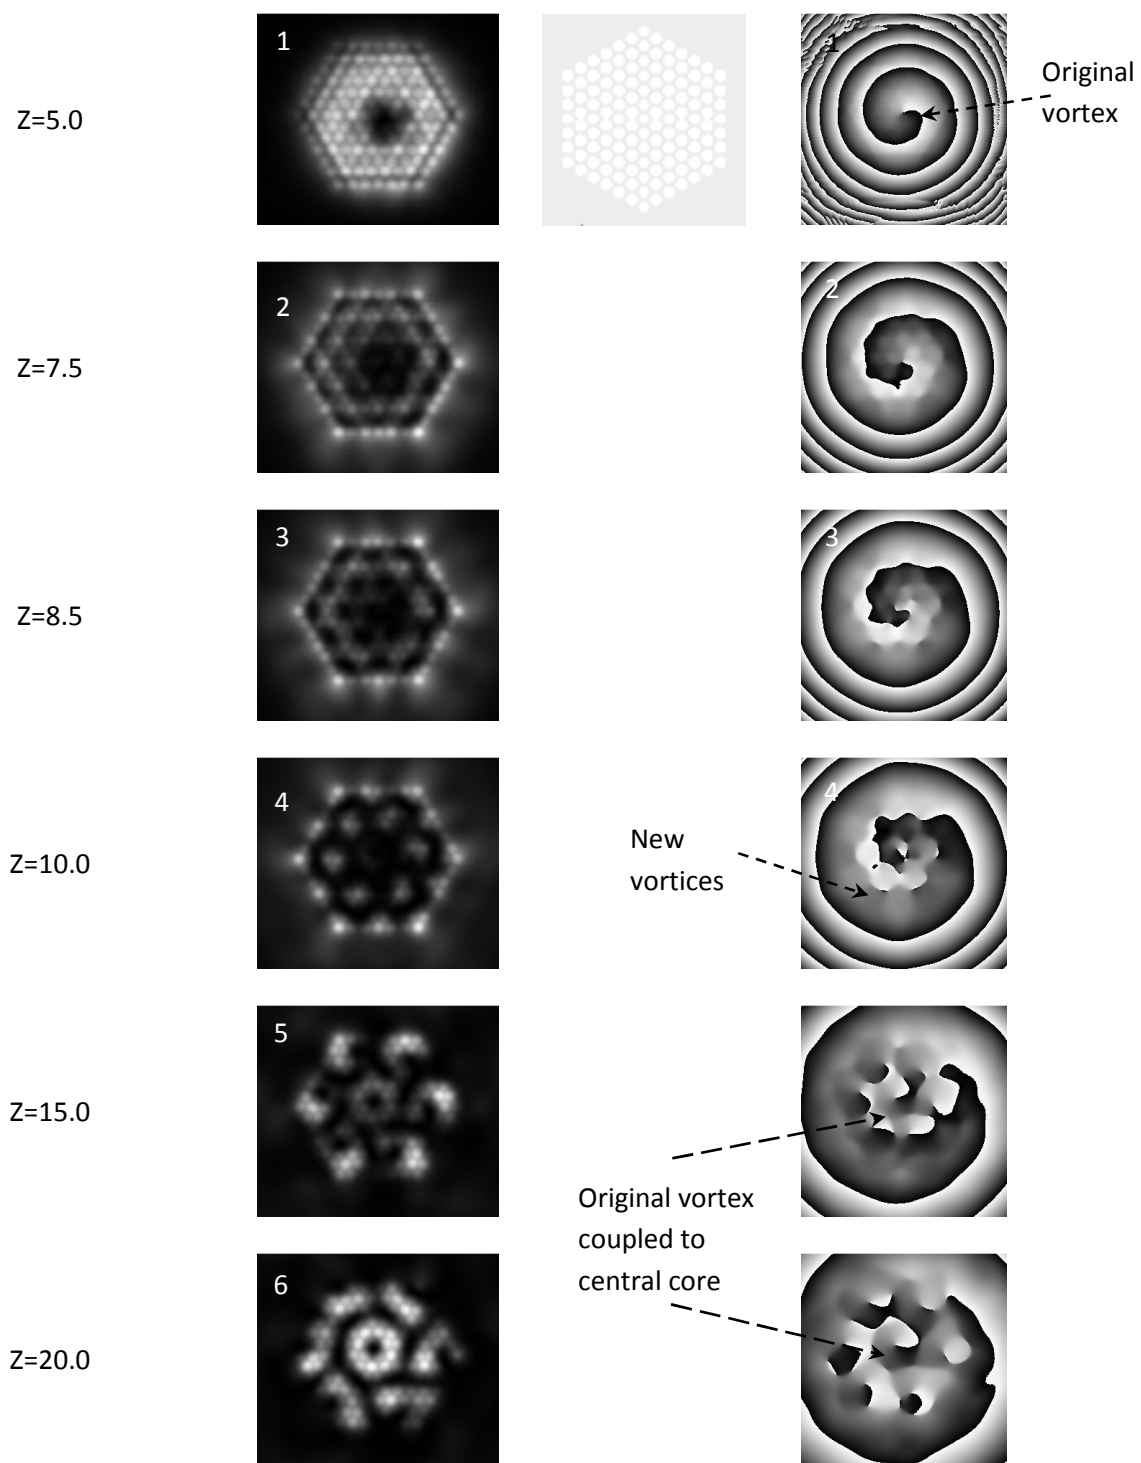 1
1
Original
vortex
Z=5.0
2
2
Z=7.5
3
3
Z=8.5
4
4
New
vortices
Z=10.0
5
Z=15.0
Original vortex
coupled to
central core
6
Z=20.0